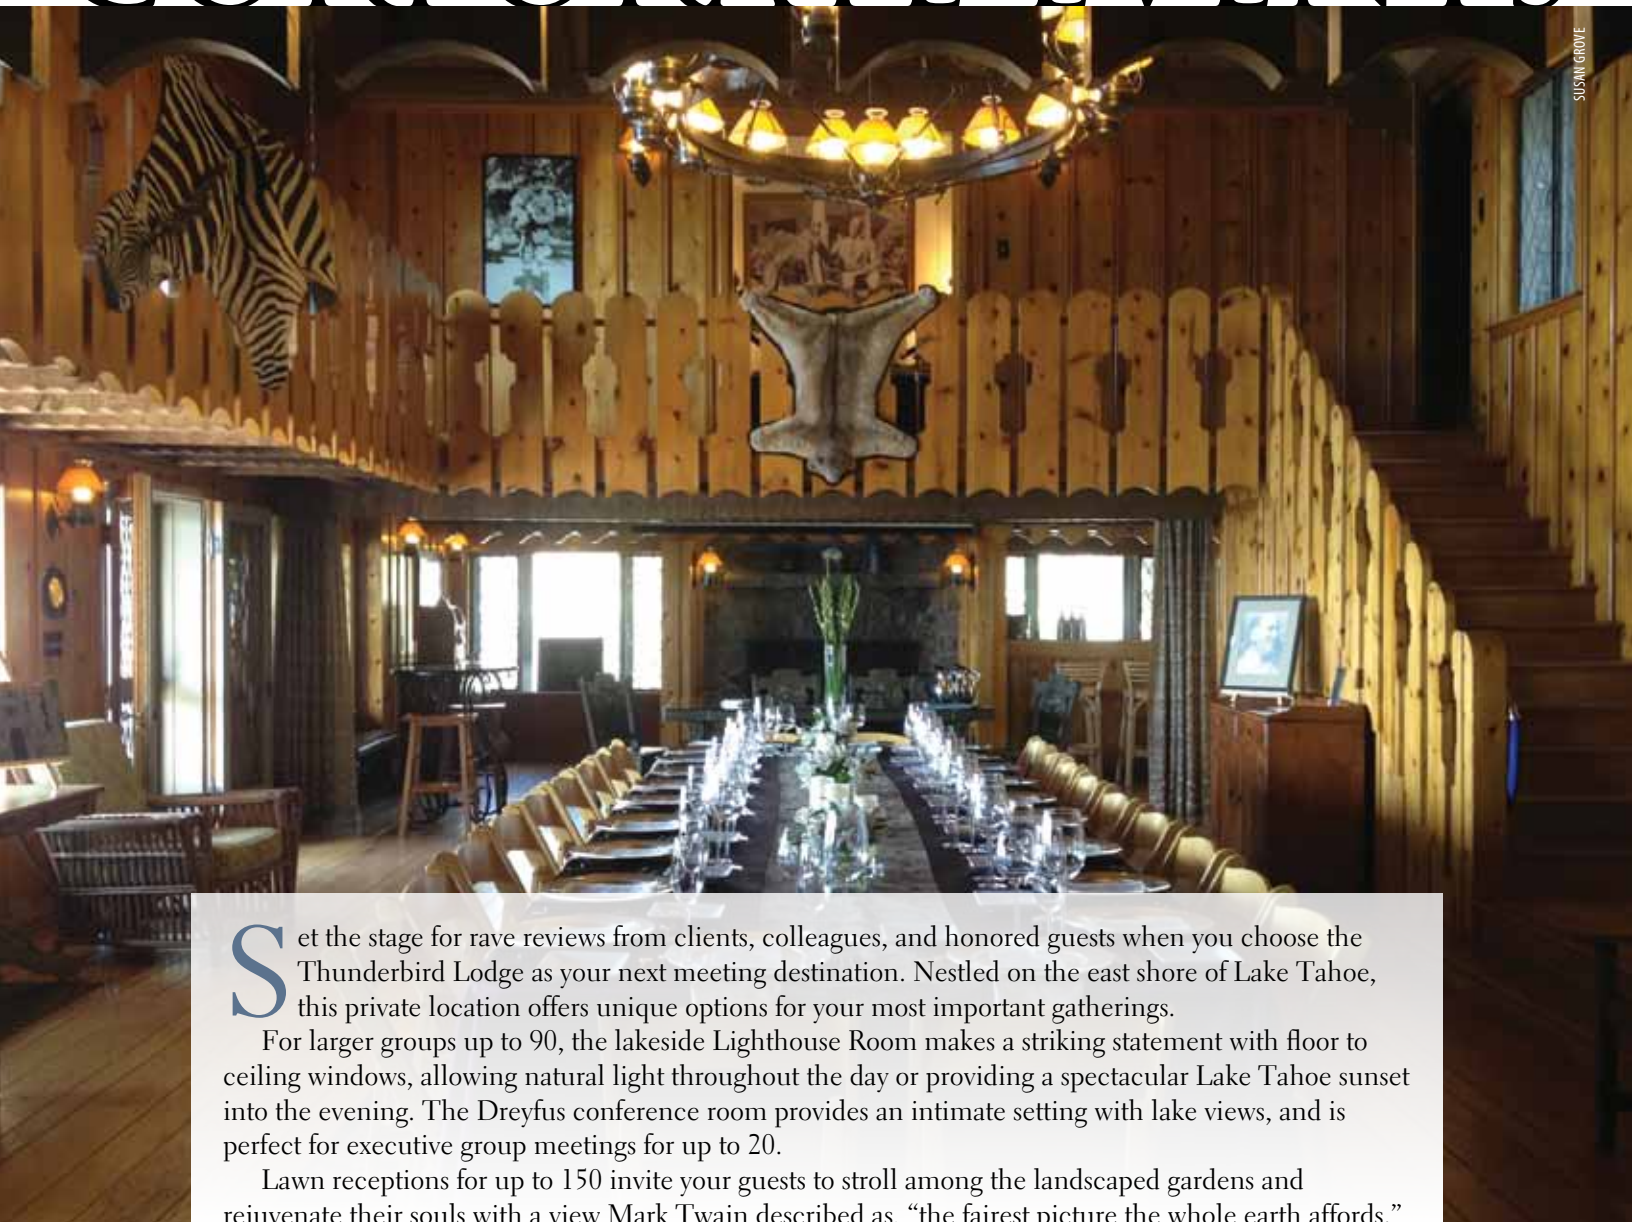 CORPORATE EVENTS
SUSAN GROVE
Set the stage for rave reviews from clients, colleagues, and honored guests when you choose the
Thunderbird Lodge as your next meeting destination. Nestled on the east shore of Lake Tahoe,
this private location offers unique options for your most important gatherings.
For larger groups up to 90, the lakeside Lighthouse Room makes a striking statement with floor to
ceiling windows, allowing natural light throughout the day or providing a spectacular Lake Tahoe sunset
into the evening. The Dreyfus conference room provides an intimate setting with lake views, and is
perfect for executive group meetings for up to 20.
Lawn receptions for up to 150 invite your guests to stroll among the landscaped gardens and
rejuvenate their souls with a view Mark Twain described as, “the fairest picture the whole earth affords.”